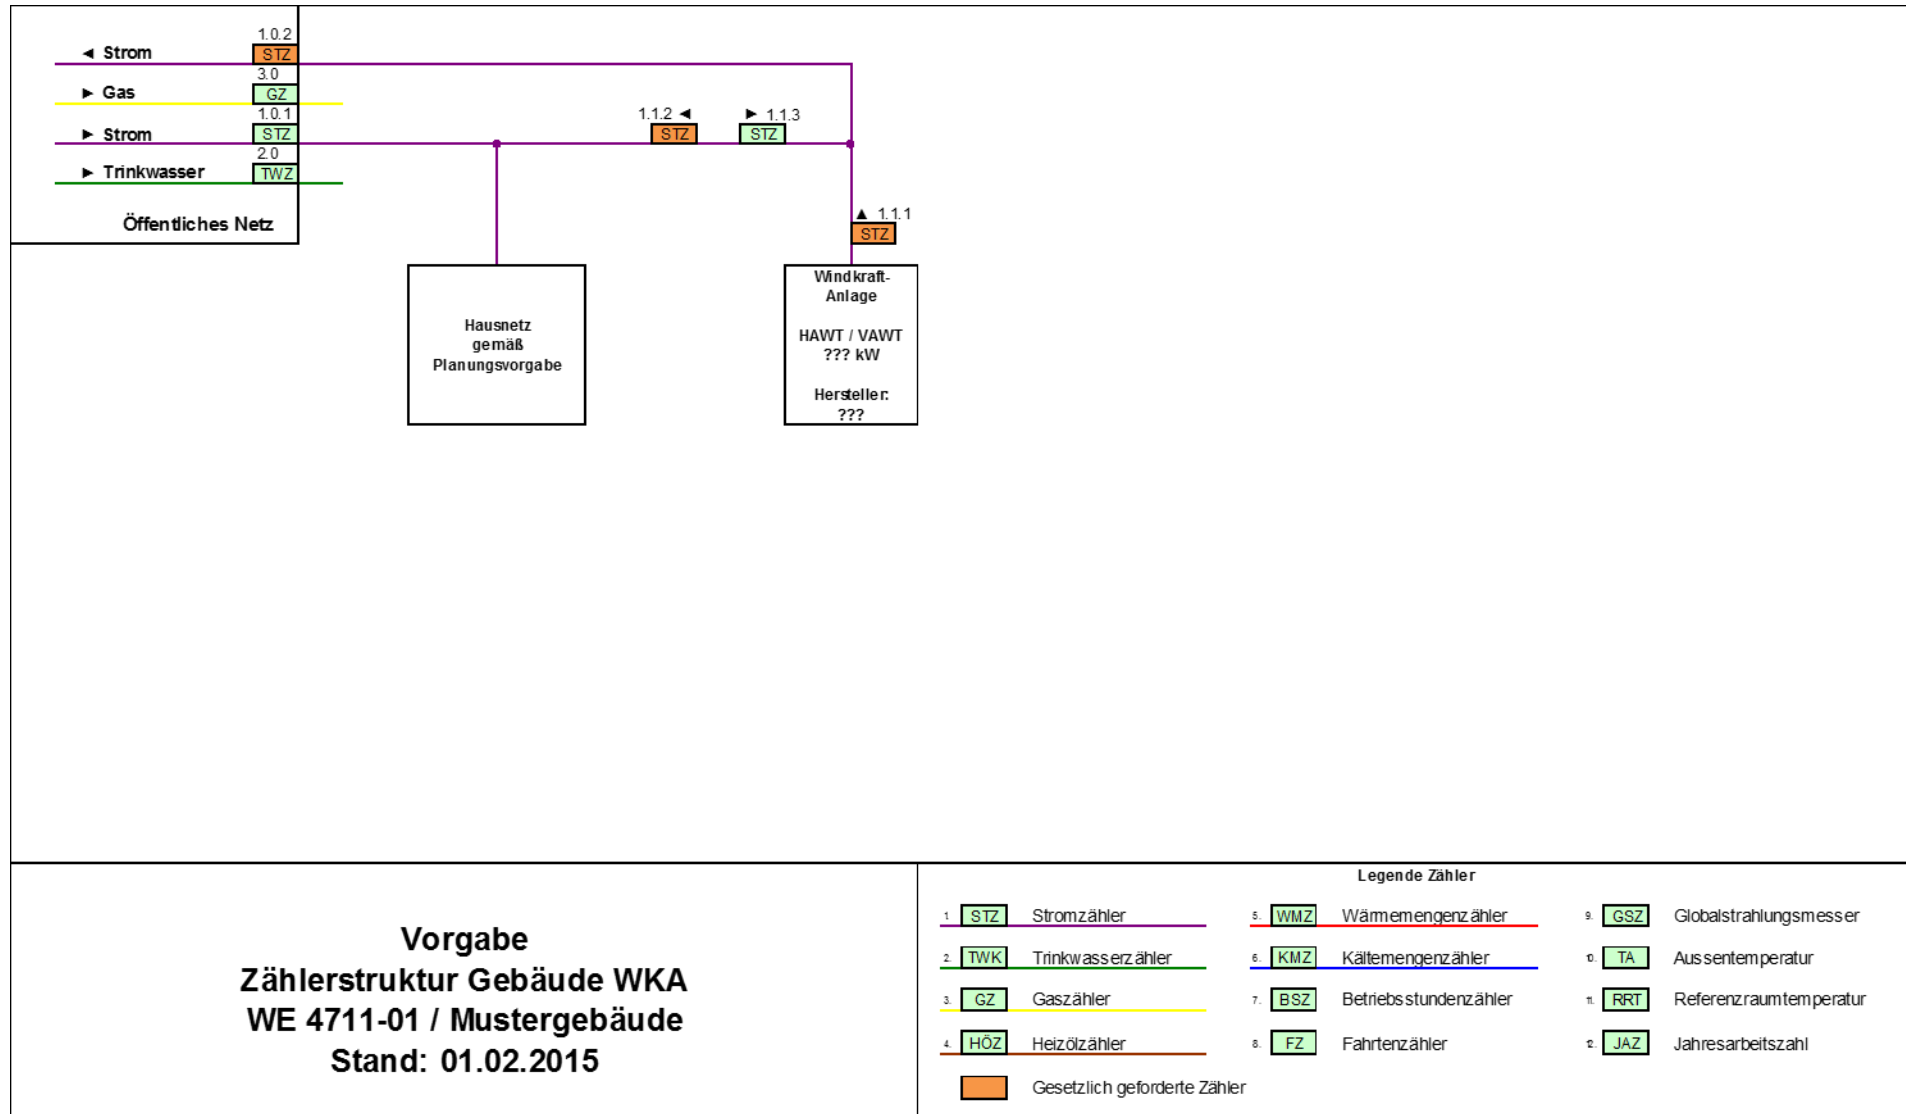 1.0.2
◄ Strom STZ
3.0
► Gas GZ
1.0.1
► Strom STZ
2.0
► Trinkwasser TWZ
Öffentliches Netz
1.1.2 ◄
STZ
► 1.1.3
STZ
▲ 1.1.1
STZ
Hausnetz
gemäß
Planungsvorgabe
Windkraft-
Anlage
HAWT / VAWT
??? kW
Hersteller:
???
Vorgabe
Zählerstruktur Gebäude WKA
WE 4711-01 / Mustergebäude
Stand: 01.02.2015
Legende Zähler
1. STZ Stromzähler
2. TWK Trinkwasserzähler
3. GZ Gaszähler
4. HÖZ Heizölzähler
Gesetzlich geforderte Zähler
5. WMZ Wärmemengenzähler
6. KMZ Kältemengenzähler
7. BSZ Betriebsstundenzähler
8. FZ Fahrtenzähler
9. GSZ Globalstrahlungsmesser
10. TA Aussentemperatur
11. RRT Referenzraumtemperatur
12. JAZ Jahresarbeitszahl